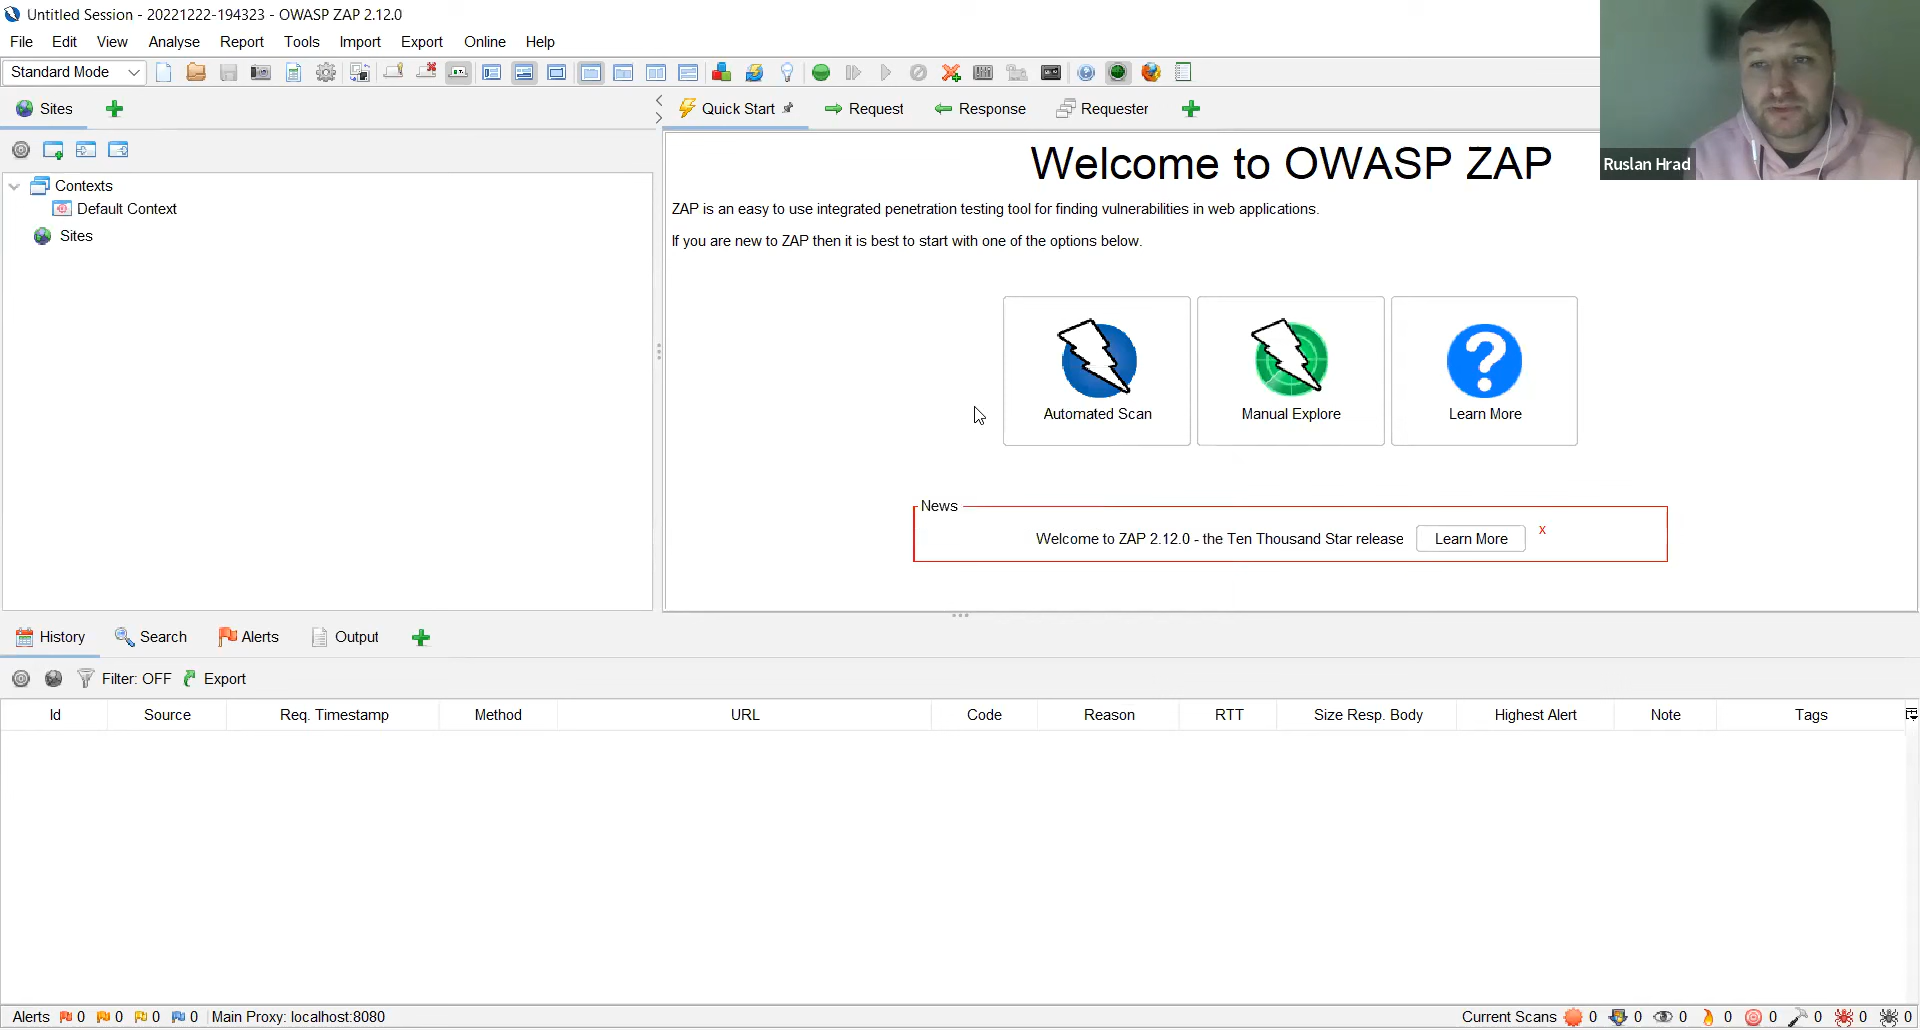 Untitled Session - 20221222-194323 - OWASP ZAP 2.12.0
File Edit View Analyse Report Tools Import Export Online Help
Standard Mode
Sites
Quick Start Request Response Requester
Ruslan Hrad
Contexts
Default Context
Sites
Welcome to OWASP ZAP
ZAP is an easy to use integrated penetration testing tool for finding vulnerabilities in web applications.
If you are new to ZAP then it is best to start with one of the options below.
Automated Scan Manual Explore Learn More
News
Welcome to ZAP 2.12.0 - the Ten Thousand Star release Learn More x
History Search Alerts Output
Filter: OFF Export
Id Source Req. Timestamp Method URL Code Reason RTT Size Resp. Body Highest Alert Note Tags
Alerts 0 0 0 0 Main Proxy: localhost:8080 Current Scans 0 0 0 0 0 0 0 0